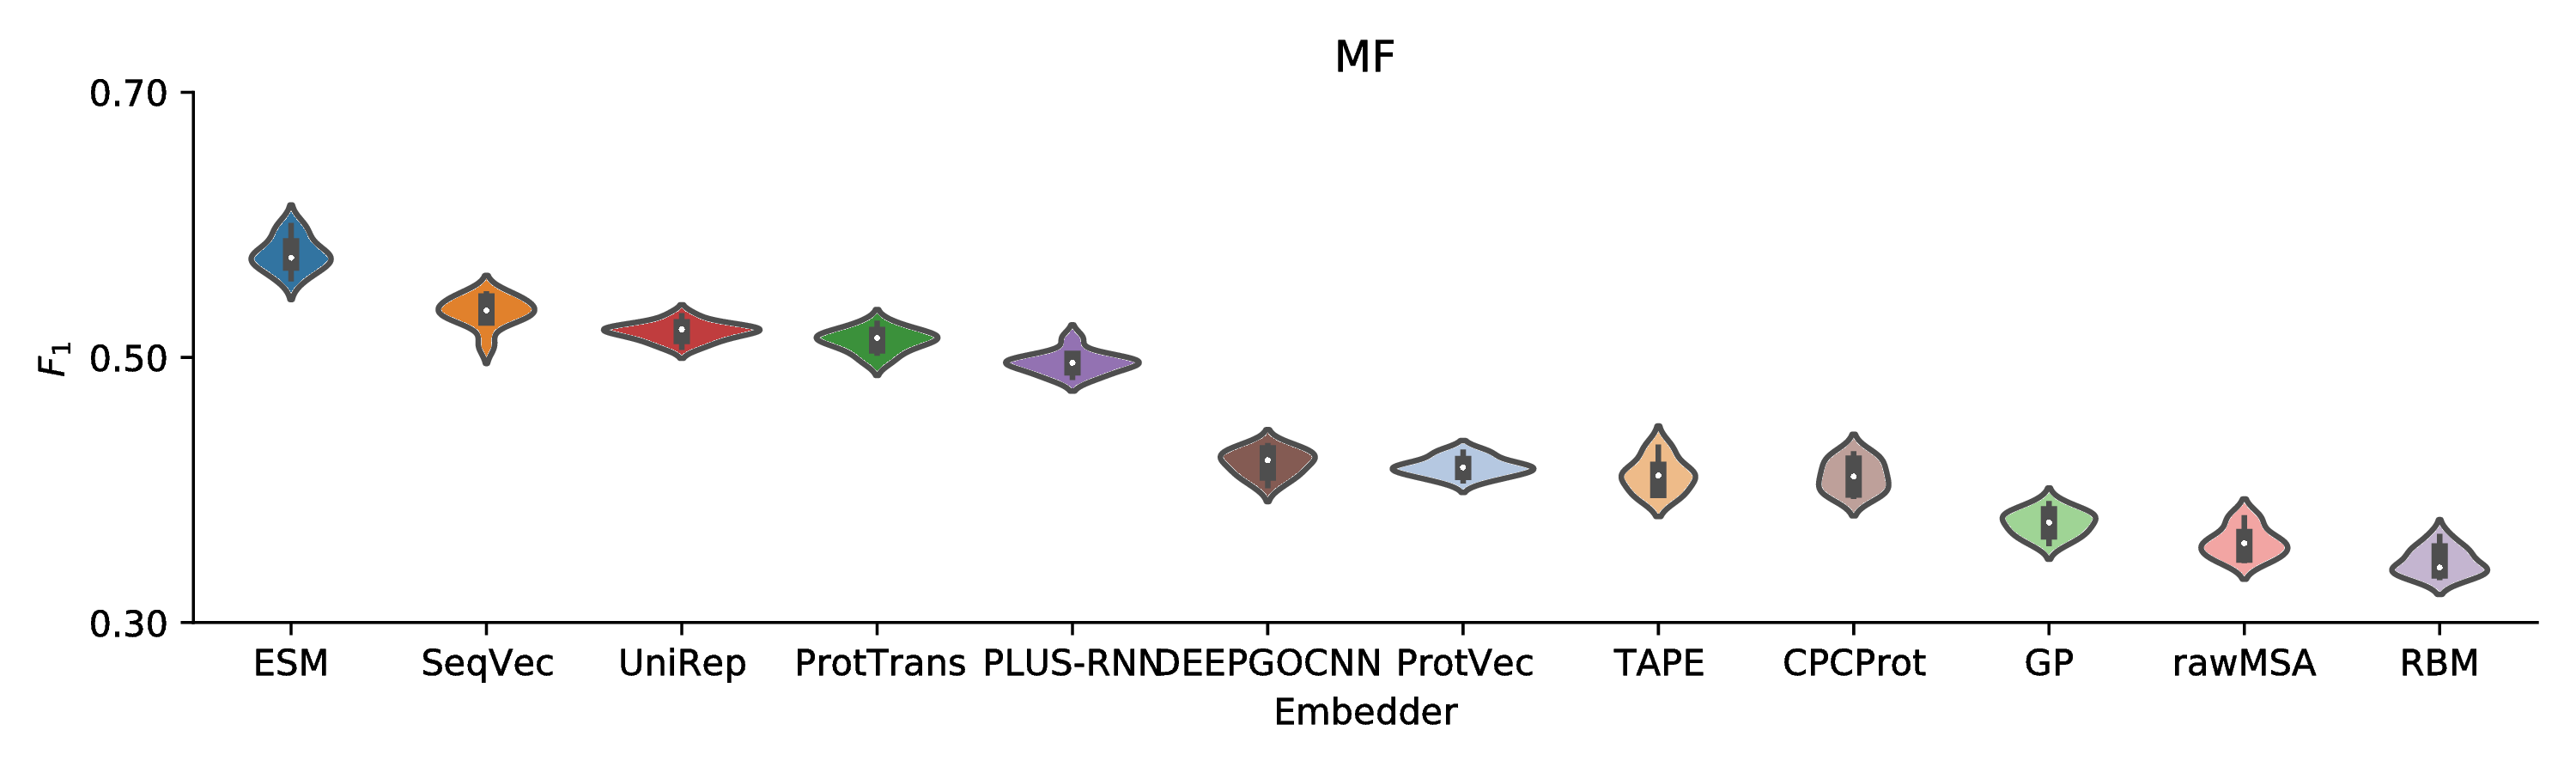 MF
0.70
0.50
0.30
F1
ESM SeqVec UniRep ProtTrans PLUS-RNN DEEPGOCNN ProtVec TAPE CPCProt GP rawMSA RBM
Embedder